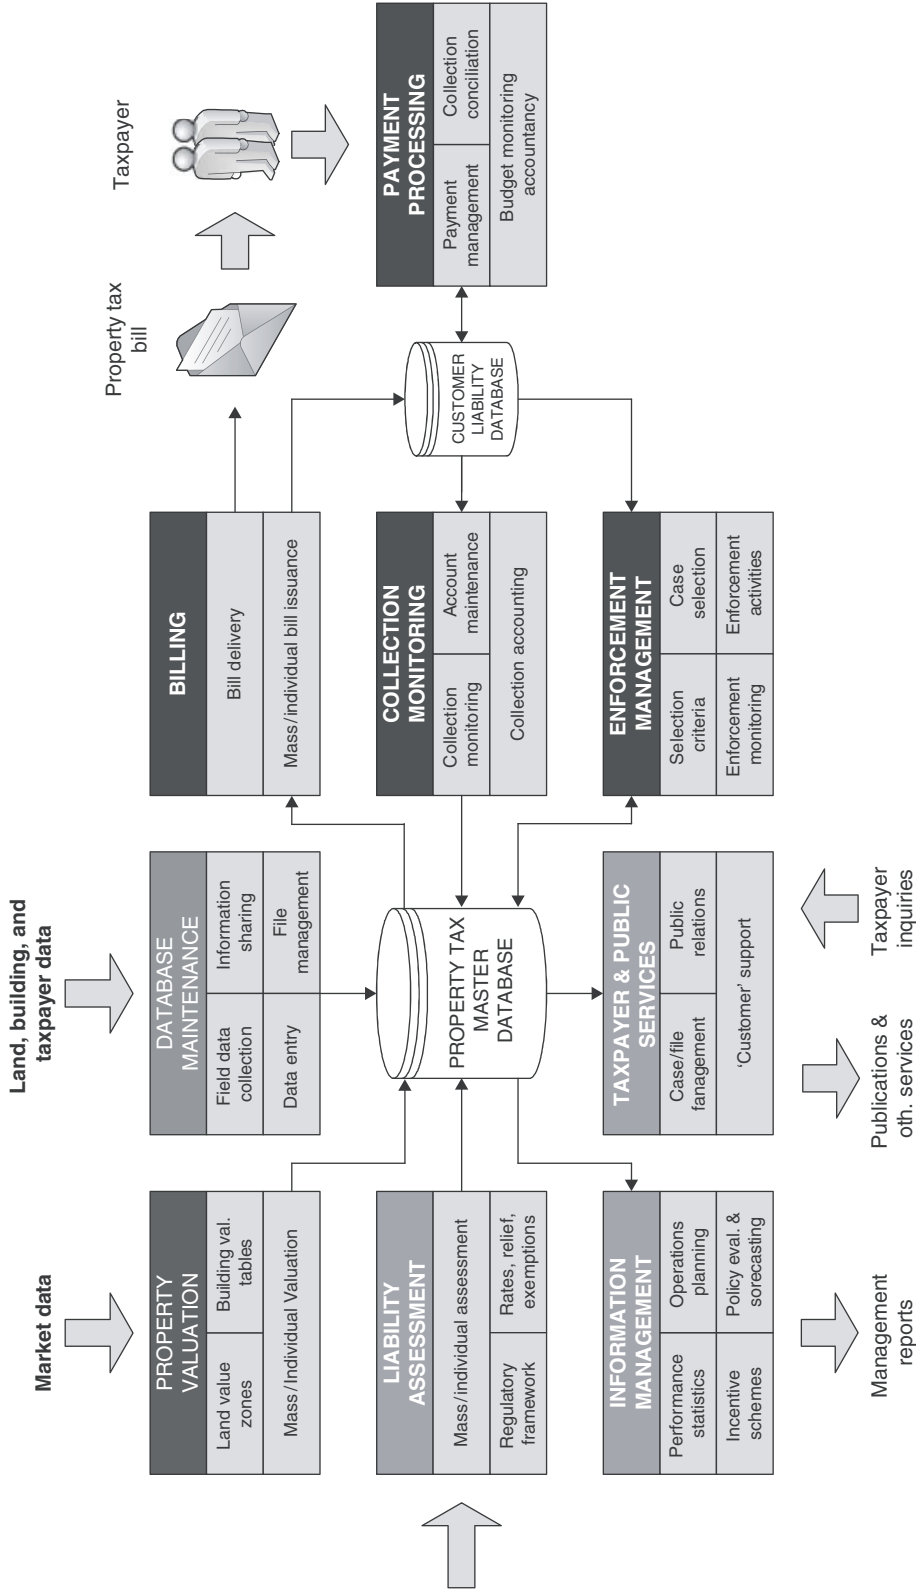 Market data
Land, building, and
taxpayer data
Property tax
bill
Taxpayer
PROPERTY
VALUATION
Land value
zones
Building val.
tables
Mass/Individual Valuation
DATABASE
MAINTENANCE
Field data
collection
Information
sharing
Data entry
File
management
BILLING
Bill delivery
Mass/individual bill issuance
LIABILITY
ASSESSMENT
Mass/individual assessment
Regulatory
framework
Rates, relief,
exemptions
PROPERTY TAX
MASTER
DATABASE
COLLECTION
MONITORING
Collection
monitoring
Account
maintenance
Collection accounting
CUSTOMER
LIABILITY
DATABASE
PAYMENT
PROCESSING
Payment
management
Collection
conciliation
Budget monitoring
accountancy
INFORMATION
MANAGEMENT
Performance
statistics
Operations
planning
Incentive
schemes
Policy eval. &
sorecasting
TAXPAYER & PUBLIC
SERVICES
Case/file
fanagement
Public
relations
'Customer' support
ENFORCEMENT
MANAGEMENT
Selection
criteria
Case
selection
Enforcement
monitoring
Enforcement
activities
Management
reports
Publications &
oth. services
Taxpayer
inquiries